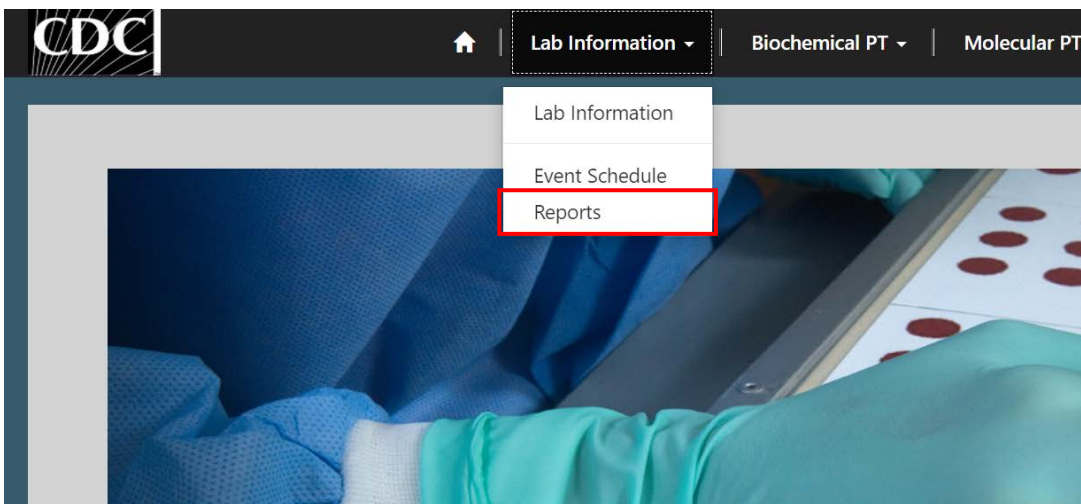 CDC
Lab Information
Biochemical PT
Molecular PT
Lab Information
Event Schedule
Reports